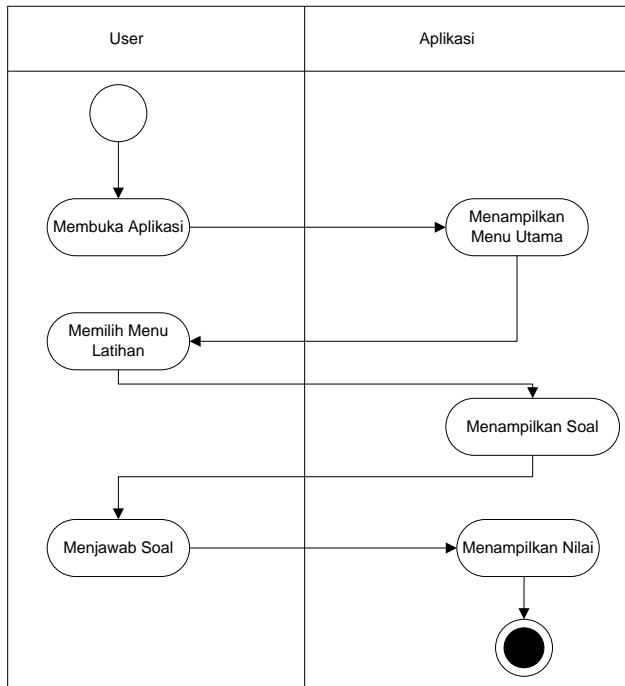 User
Aplikasi
Membuka Aplikasi
Menampilkan
Menu Utama
Memilih Menu
Latihan
Menampilkan Soal
Menjawab Soal
Menampilkan Nilai